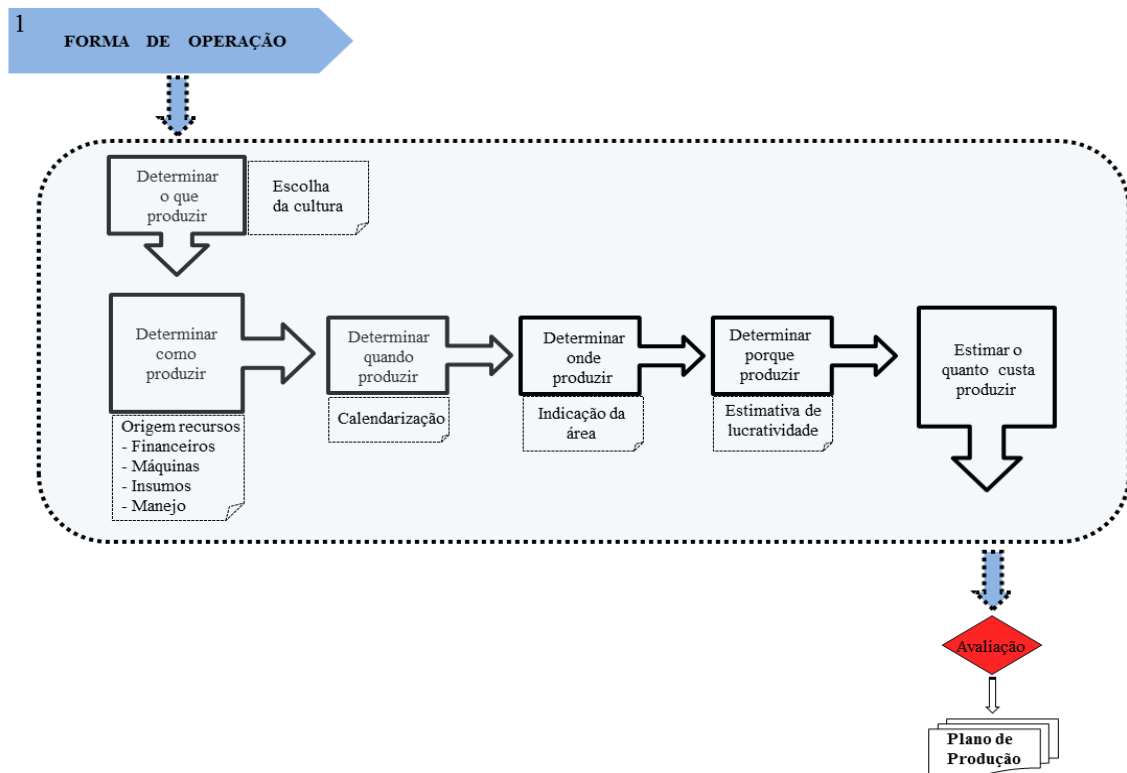 1
FORMA DE OPERAÇÃO
Determinar
o que
produzir
Escolha
da cultura
Determinar
como
produzir
Origem recursos
- Financeiros
- Máquinas
- Insumos
- Manejo
Determinar
quando
produzir
Calendarização
Determinar
onde
produzir
Indicação da
área
Determinar
porque
produzir
Estimativa de
lucratividade
Estimar o
quanto custa
produzir
Avaliação
Plano de
Produção